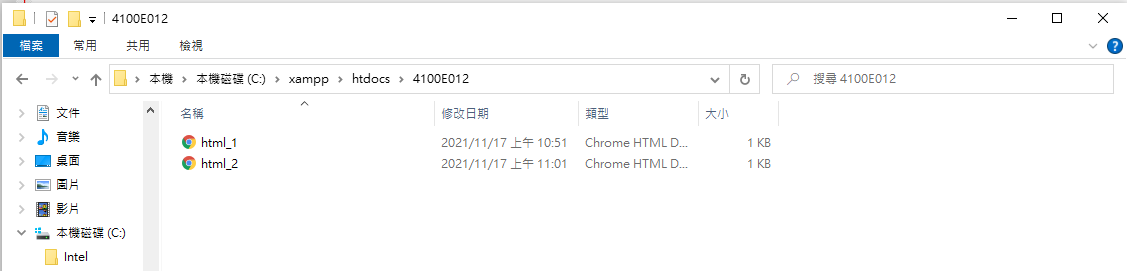 4100E012
檔案 常用 共用 檢視
本機 本機磁碟 (C:) xampp htdocs 4100E012
搜尋 4100E012
名稱 修改日期 類型 大小
html_1 2021/11/17 上午 10:51 Chrome HTML D... 1 KB
html_2 2021/11/17 上午 11:01 Chrome HTML D... 1 KB
文件
音樂
桌面
圖片
影片
本機磁碟 (C:)
Intel